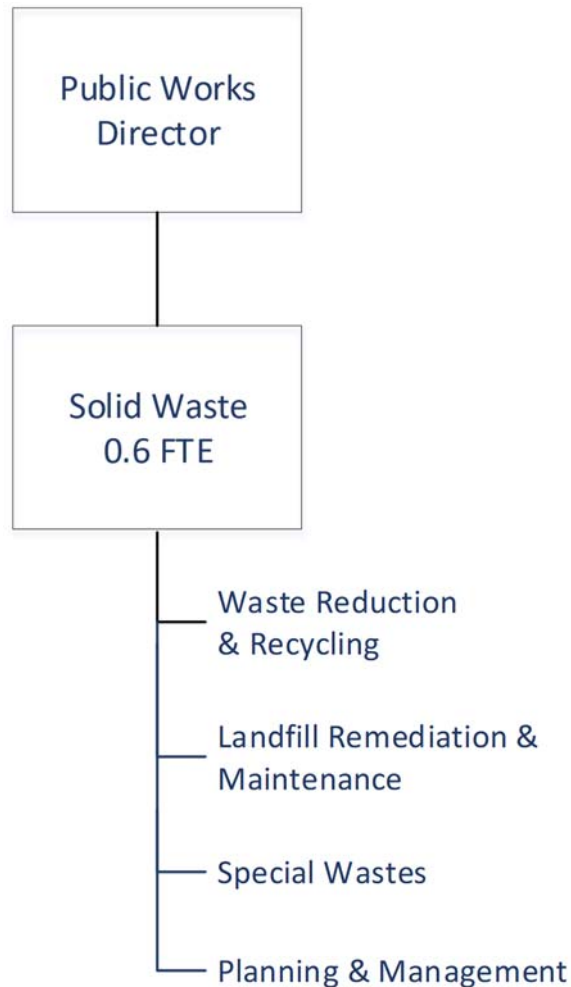 Public Works
Director
Solid Waste
0.6 FTE
Waste Reduction
& Recycling
Landfill Remediation &
Maintenance
Special Wastes
Planning & Management